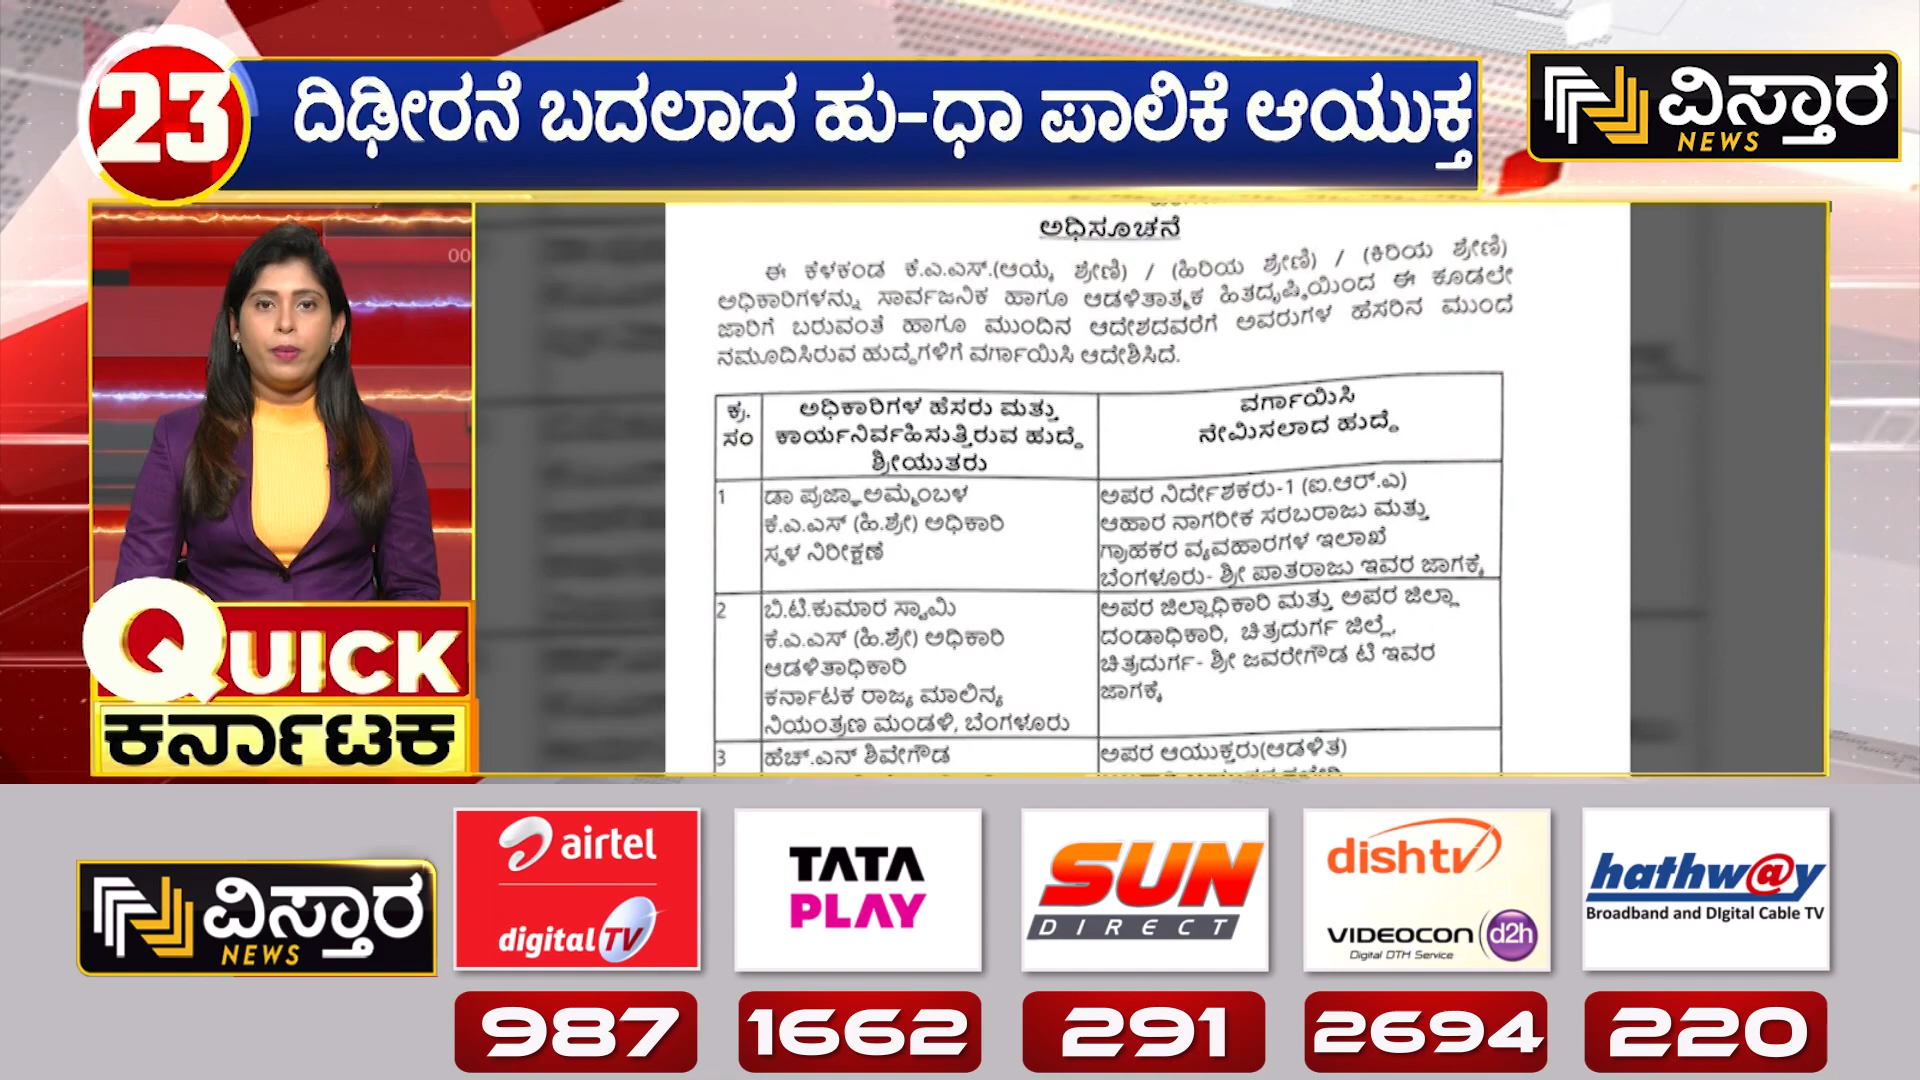 23
ದಿಢೀರನೆ ಬದಲಾದ ಹು-ಧಾ ಪಾಲಿಕೆ ಆಯುಕ್ತ
ವಿಸ್ತಾರ
NEWS
00
ಅಧಿಸೂಚನೆ
ಈ ಕೆಳಕಂಡ ಕೆ.ಎ.ಎಸ್.(ಆಯ್ಕೆ ಶ್ರೇಣಿ) / (ಹಿರಿಯ ಶ್ರೇಣಿ) / (ಕಿರಿಯ ಶ್ರೇಣಿ)
ಅಧಿಕಾರಿಗಳನ್ನು ಸಾರ್ವಜನಿಕ ಹಾಗೂ ಆಡಳಿತಾತ್ಮಕ ಹಿತದೃಷ್ಟಿಯಿಂದ ಈ ಕೂಡಲೇ
ಜಾರಿಗೆ ಬರುವಂತೆ ಹಾಗೂ ಮುಂದಿನ ಆದೇಶದವರೆಗೆ ಅವರುಗಳ ಹೆಸರಿನ ಮುಂದೆ
ನಮೂದಿಸಿರುವ ಹುದ್ದೆಗಳಿಗೆ ವರ್ಗಾಯಿಸಿ ಆದೇಶಿಸಿದೆ.
ಕ್ರ.
ಸಂ
ಅಧಿಕಾರಿಗಳ ಹೆಸರು ಮತ್ತು
ಕಾರ್ಯನಿರ್ವಹಿಸುತ್ತಿರುವ ಹುದ್ದೆ
ಶ್ರೀಯುತರು
ವರ್ಗಾಯಿಸಿ
ನೇಮಿಸಲಾದ ಹುದ್ದೆ
1
ಡಾ ಪ್ರಜ್ಞಾ ಅಮ್ಮೆಂಬಳ
ಕೆ.ಎ.ಎಸ್ (ಹಿ.ಶ್ರೇ) ಅಧಿಕಾರಿ
ಸ್ಥಳ ನಿರೀಕ್ಷಣೆ
ಅಪರ ನಿರ್ದೇಶಕರು-1 (ಐ.ಆರ್.ಎ)
ಆಹಾರ ನಾಗರೀಕ ಸರಬರಾಜು ಮತ್ತು
ಗ್ರಾಹಕರ ವ್ಯವಹಾರಗಳ ಇಲಾಖೆ
ಬೆಂಗಳೂರು- ಶ್ರೀ ಪಾತರಾಜು ಇವರ ಜಾಗಕ್ಕೆ
2
ಬಿ.ಟಿ.ಕುಮಾರ ಸ್ವಾಮಿ
ಕೆ.ಎ.ಎಸ್ (ಹಿ.ಶ್ರೇ) ಅಧಿಕಾರಿ
ಆಡಳಿತಾಧಿಕಾರಿ
ಕರ್ನಾಟಕ ರಾಜ್ಯ ಮಾಲಿನ್ಯ
ನಿಯಂತ್ರಣ ಮಂಡಳಿ, ಬೆಂಗಳೂರು
ಅಪರ ಜಿಲ್ಲಾಧಿಕಾರಿ ಮತ್ತು ಅಪರ ಜಿಲ್ಲಾ
ದಂಡಾಧಿಕಾರಿ, ಚಿತ್ರದುರ್ಗ ಜಿಲ್ಲೆ,
ಚಿತ್ರದುರ್ಗ- ಶ್ರೀ ಜವರೇಗೌಡ ಟಿ ಇವರ
ಜಾಗಕ್ಕೆ
3
ಹೆಚ್.ಎನ್ ಶಿವೇಗೌಡ
ಅಪರ ಆಯುಕ್ತರು(ಆಡಳಿತ)
QUICK
ಕರ್ನಾಟಕ
ವಿಸ್ತಾರ
NEWS
airtel
digital TV
987
TATA
PLAY
1662
SUN
DIRECT
291
dishtv
VIDEOCON d2h
Digital DTH Service
2694
hathw@y
Broadband and Digital Cable TV
220